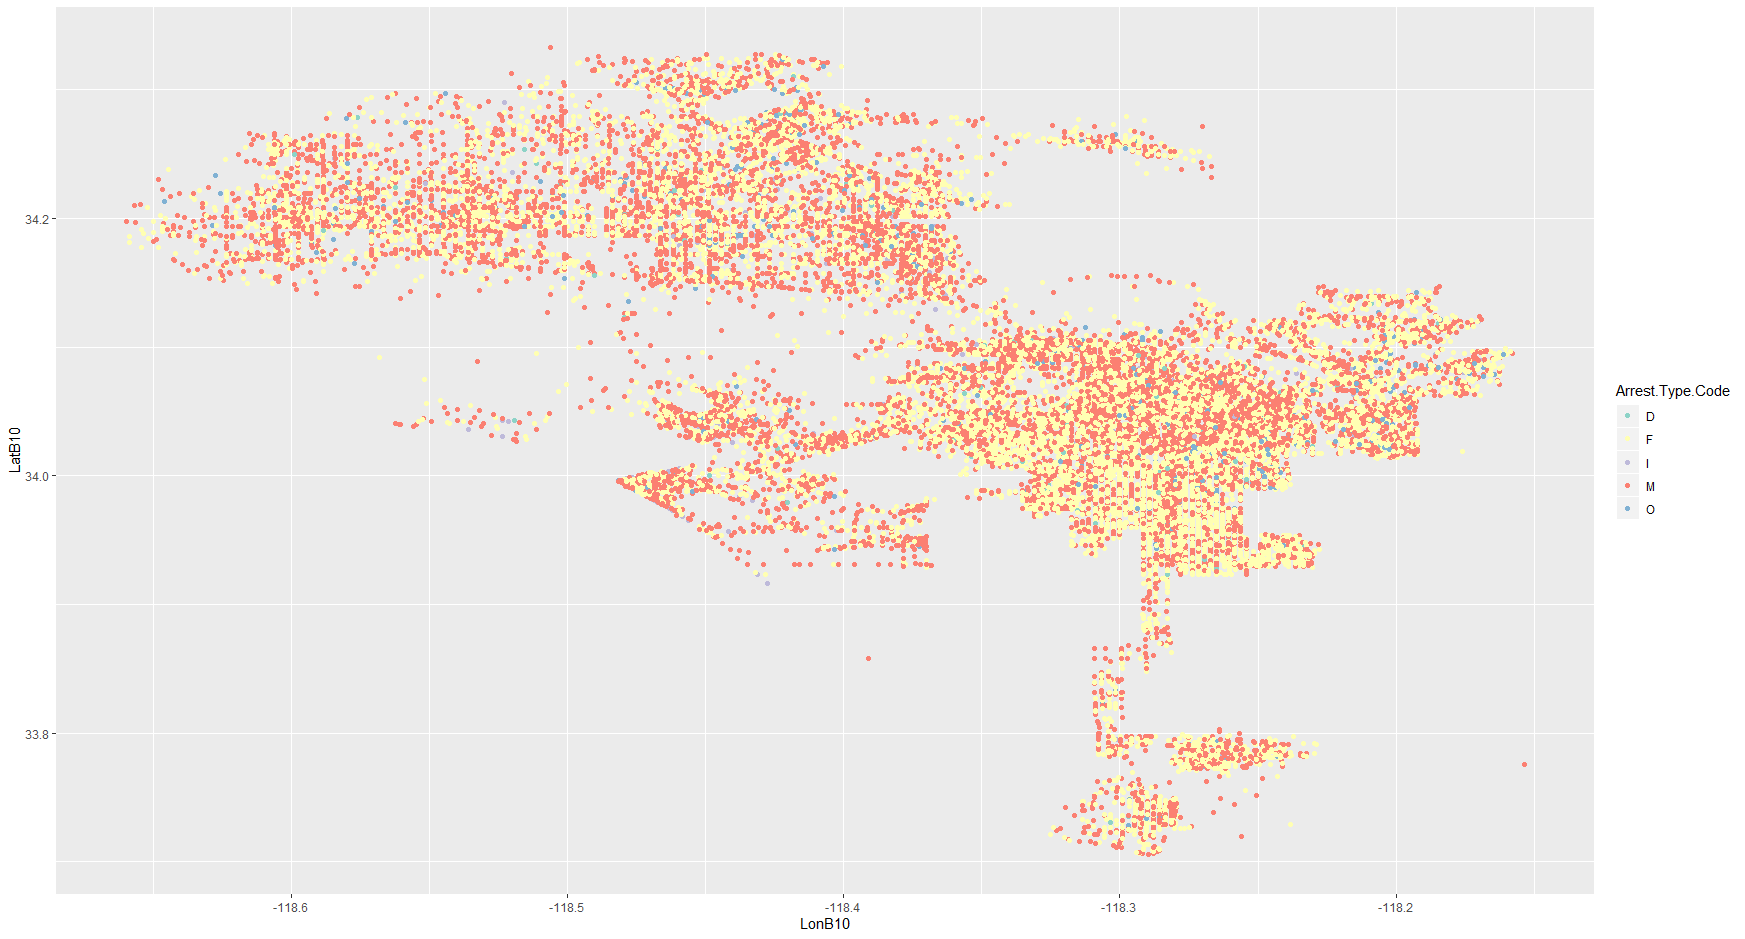 34.2
34.0
33.8
LatB10
-118.6
-118.5
-118.4
-118.3
-118.2
LonB10
Arrest.Type.Code
D
F
I
M
O